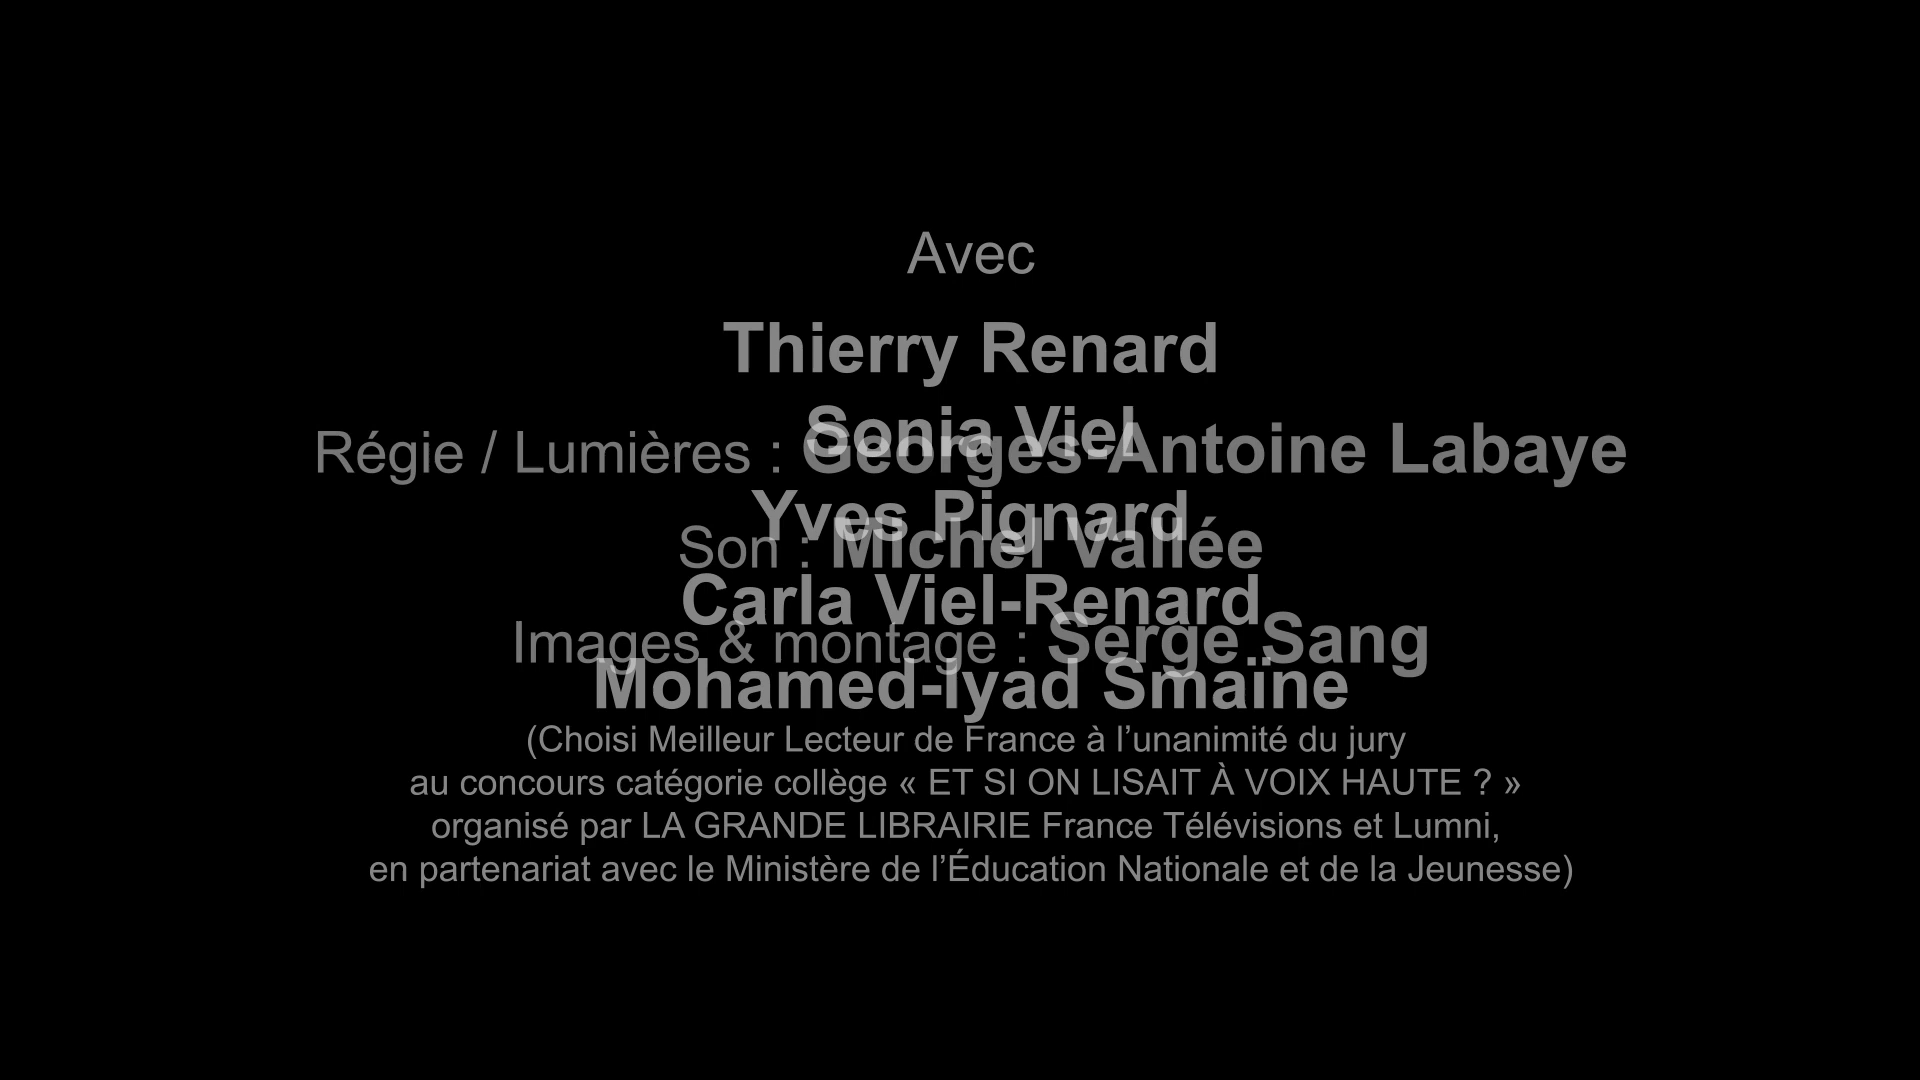 Avec
Thierry Renard
Sonia Viel
Régie / Lumières : Georges-Antoine Labaye
Yves Pignard
Son : Michel Vallée
Carla Viel-Renard
Images & montage : Serge Sang
Mohamed-Iyad Smaïne
(Choisi Meilleur Lecteur de France à l’unanimité du jury
au concours catégorie collège « ET SI ON LISAIT À VOIX HAUTE ? »
organisé par LA GRANDE LIBRAIRIE France Télévisions et Lumni,
en partenariat avec le Ministère de l’Éducation Nationale et de la Jeunesse)